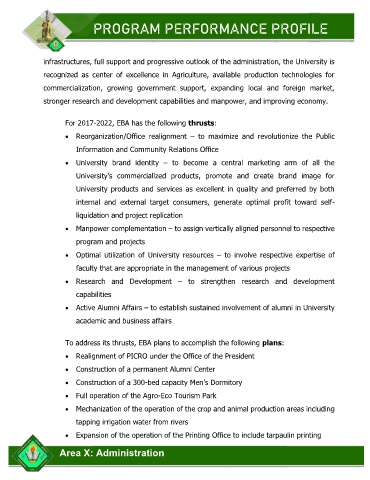 PROGRAM PERFORMANCE PROFILE
infrastructures, full support and progressive outlook of the administration, the University is
recognized as center of excellence in Agriculture, available production technologies for
commercialization, growing government support, expanding local and foreign market,
stronger research and development capabilities and manpower, and improving economy.
For 2017-2022, EBA has the following thrusts:
• Reorganization/Office realignment – to maximize and revolutionize the Public
Information and Community Relations Office
• University brand identity – to become a central marketing arm of all the
University's commercialized products, promote and create brand image for
University products and services as excellent in quality and preferred by both
internal and external target consumers, generate optimal profit toward self-
liquidation and project replication
• Manpower complementation – to assign vertically aligned personnel to respective
program and projects
• Optimal utilization of University resources – to involve respective expertise of
faculty that are appropriate in the management of various projects
• Research and Development – to strengthen research and development
capabilities
• Active Alumni Affairs – to establish sustained involvement of alumni in University
academic and business affairs
To address its thrusts, EBA plans to accomplish the following plans:
• Realignment of PICRO under the Office of the President
• Construction of a permanent Alumni Center
• Construction of a 300-bed capacity Men's Dormitory
• Full operation of the Agro-Eco Tourism Park
• Mechanization of the operation of the crop and animal production areas including
tapping irrigation water from rivers
• Expansion of the operation of the Printing Office to include tarpaulin printing
Area X: Administration